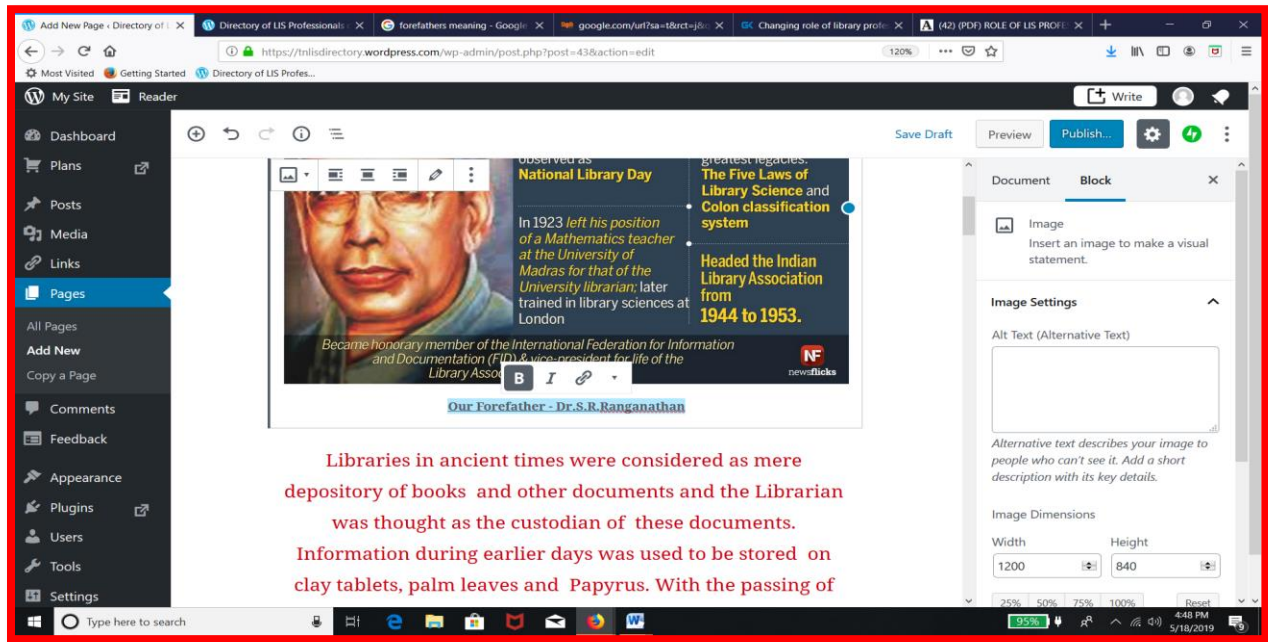 Add New Page ‹ Directory of L
Directory of LIS Professionals
forefathers meaning - Google
google.com/url?sa=t&rct=j&
Changing role of library profe
(42) (PDF) ROLE OF LIS PROFE
https://tnlisdirectory.wordpress.com/wp-admin/post.php?post=43&action=edit
120%
Most Visited
Getting Started
Directory of LIS Profes...
My Site
Reader
Write
Dashboard
Plans
Posts
Media
Links
Pages
All Pages
Add New
Copy a Page
Comments
Feedback
Appearance
Plugins
Users
Tools
Settings
Save Draft
Preview
Publish...
observed as
National Library Day
In 1923 left his position
of a Mathematics teacher
at the University of
Madras for that of the
University librarian; later
trained in library sciences at
London
greatest legacies:
The Five Laws of
Library Science and
Colon classification
system
Headed the Indian
Library Association
from
1944 to 1953.
Became honorary member of the International Federation for Information
and Documentation (FID) & vice-president for life of the
Library Asso
NF
newsflicks
B I
Our Forefather - Dr.S.R.Ranganathan
Libraries in ancient times were considered as mere
depository of books and other documents and the Librarian
was thought as the custodian of these documents.
Information during earlier days was used to be stored on
clay tablets, palm leaves and Papyrus. With the passing of
Document
Block
Image
Insert an image to make a visual
statement.
Image Settings
Alt Text (Alternative Text)
Alternative text describes your image to
people who can't see it. Add a short
description with its key details.
Image Dimensions
Width
Height
1200
840
25% 50% 75% 100%
Reset
Type here to search
95%
4:48 PM
5/18/2019